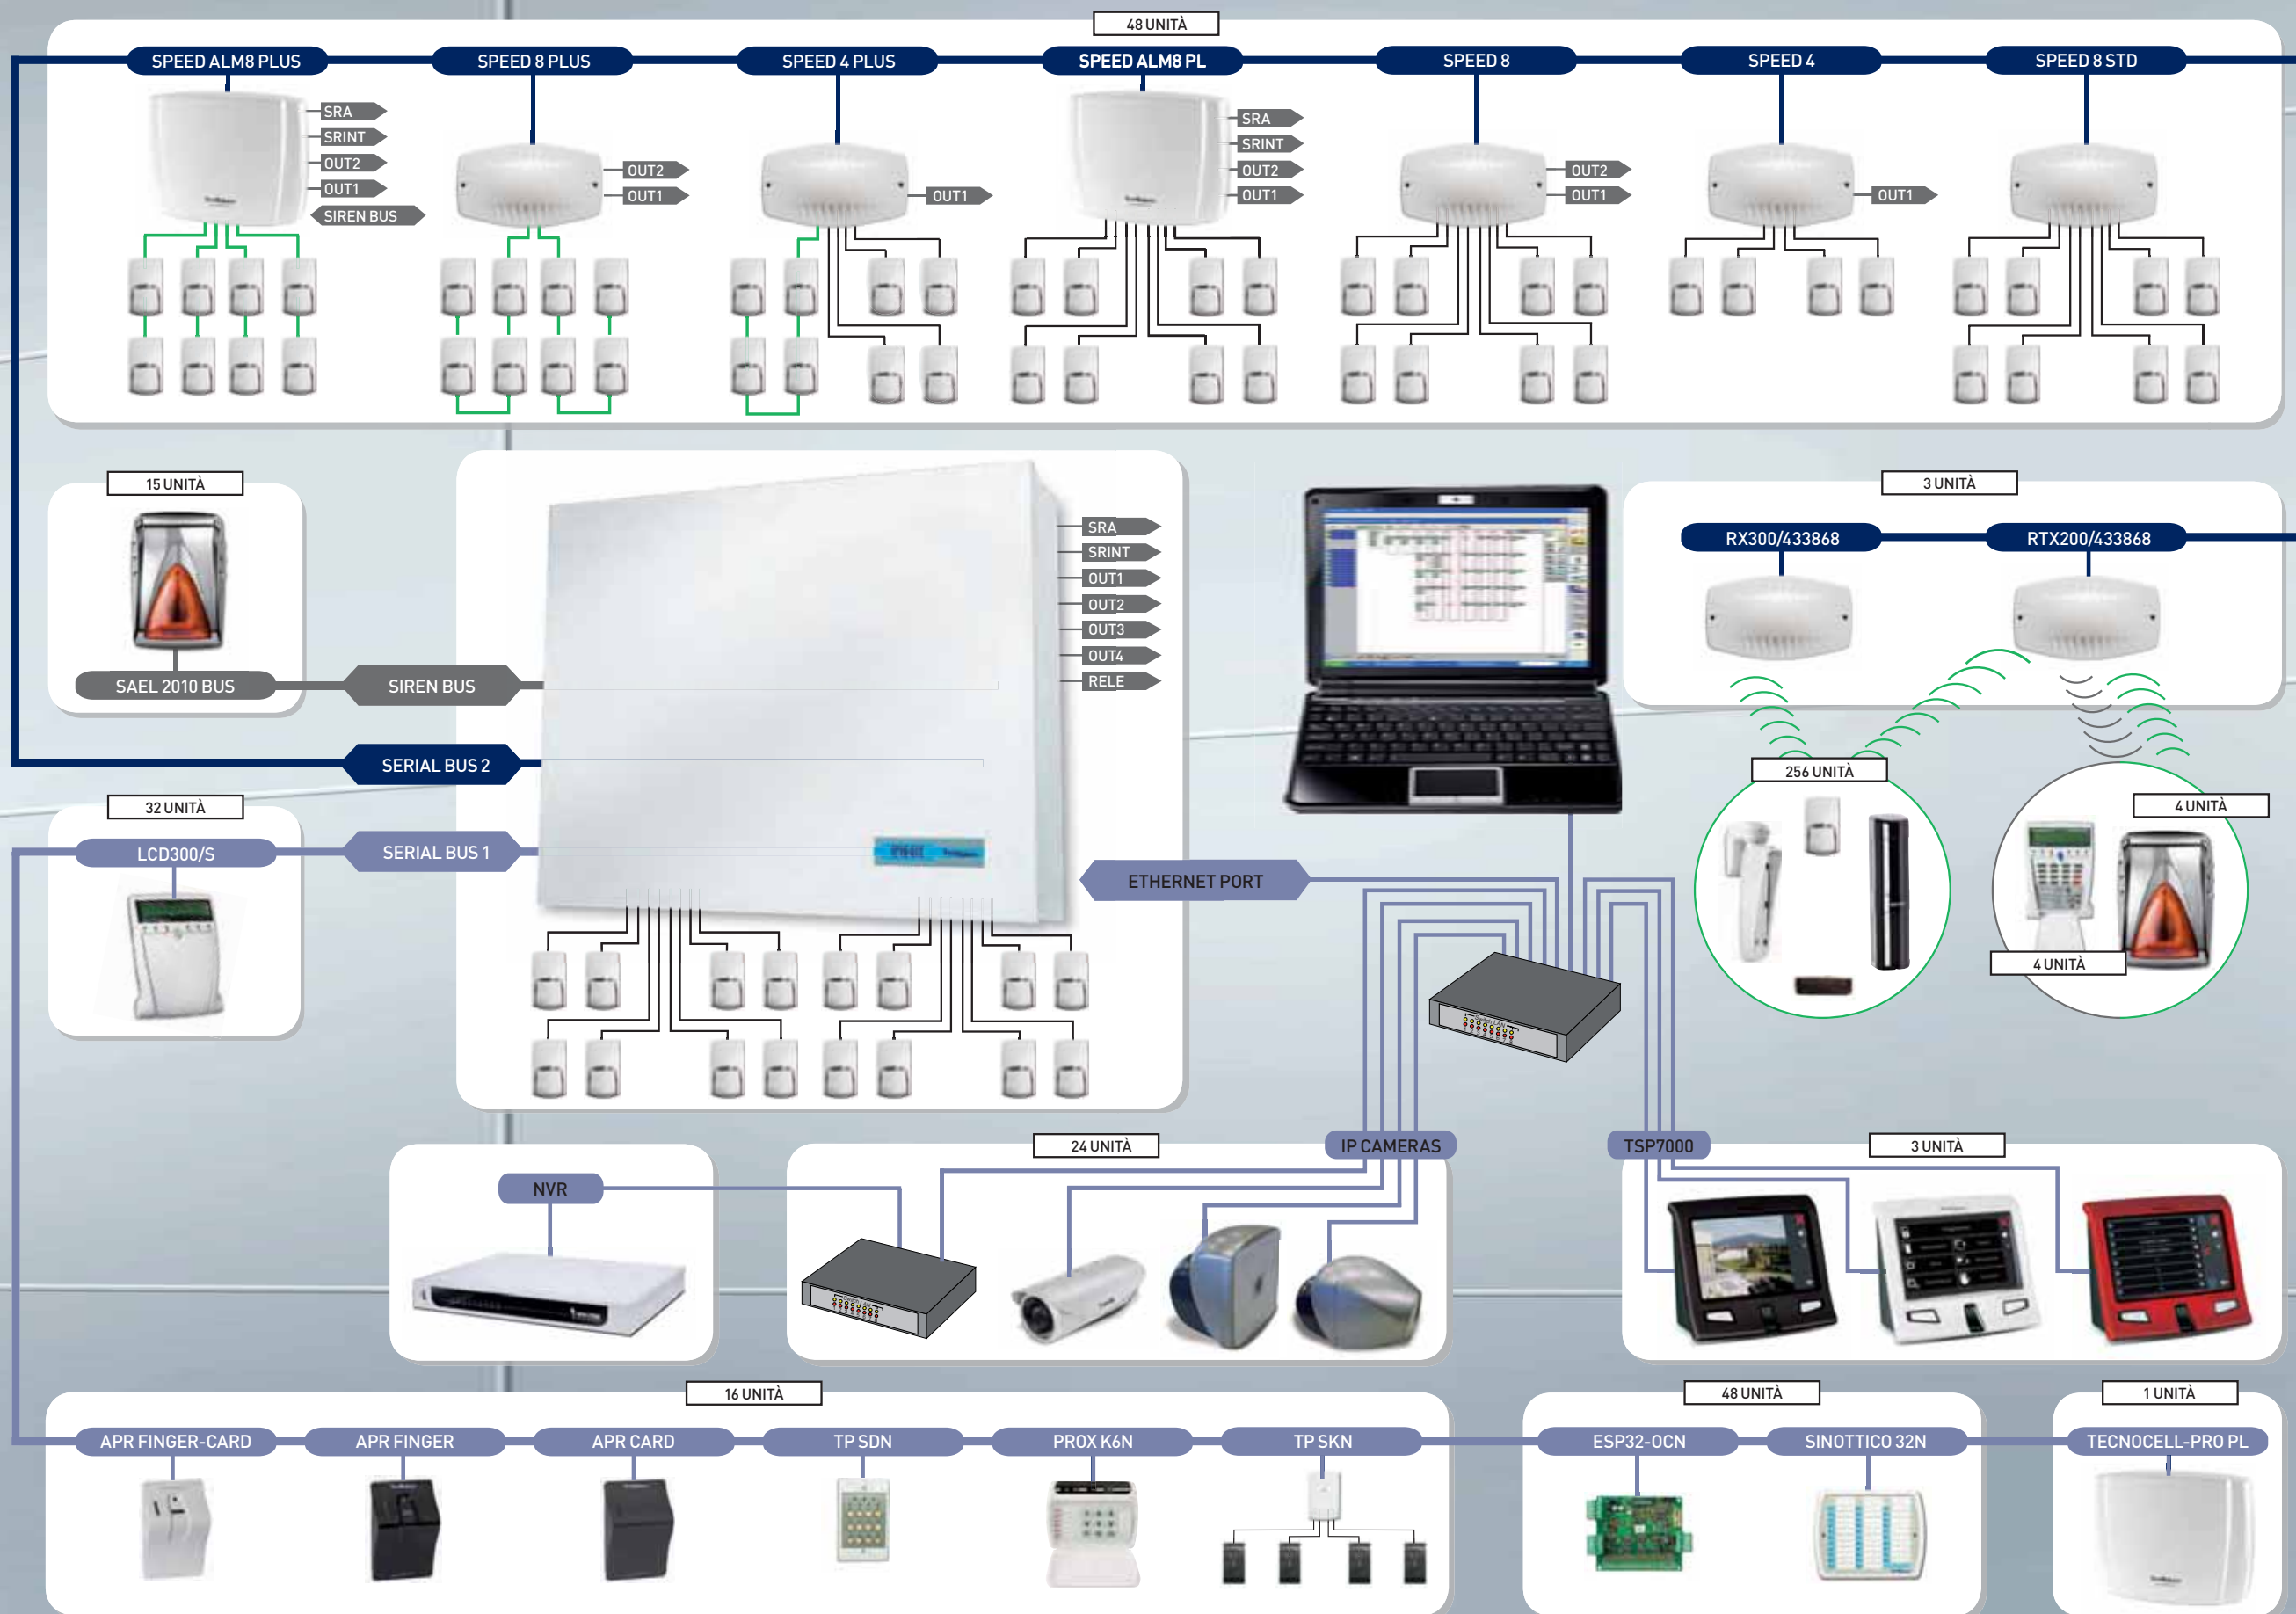 48 UNITÀ
SPEED ALM8 PLUS
SPEED 8 PLUS
SPEED 4 PLUS
SPEED ALM8 PL
SPEED 8
SPEED 4
SPEED 8 STD
SRA
SRINT
OUT2
OUT1
SIREN BUS
OUT2
OUT1
OUT1
SRA
SRINT
OUT2
OUT1
OUT2
OUT1
OUT1
15 UNITÀ
SAEL 2010 BUS
SIREN BUS
SERIAL BUS 2
32 UNITÀ
LCD300/S
SERIAL BUS 1
SRA
SRINT
OUT1
OUT2
OUT3
OUT4
RELE
ETHERNET PORT
3 UNITÀ
RX300/433868
RTX200/433868
256 UNITÀ
4 UNITÀ
4 UNITÀ
Switch LAN
NVR
24 UNITÀ
IP CAMERAS
Switch LAN
TSP7000
3 UNITÀ
16 UNITÀ
APR FINGER-CARD
APR FINGER
APR CARD
TP SDN
PROX K6N
TP SKN
48 UNITÀ
ESP32-OCN
SINOTTICO 32N
1 UNITÀ
TECNOCELL-PRO PL